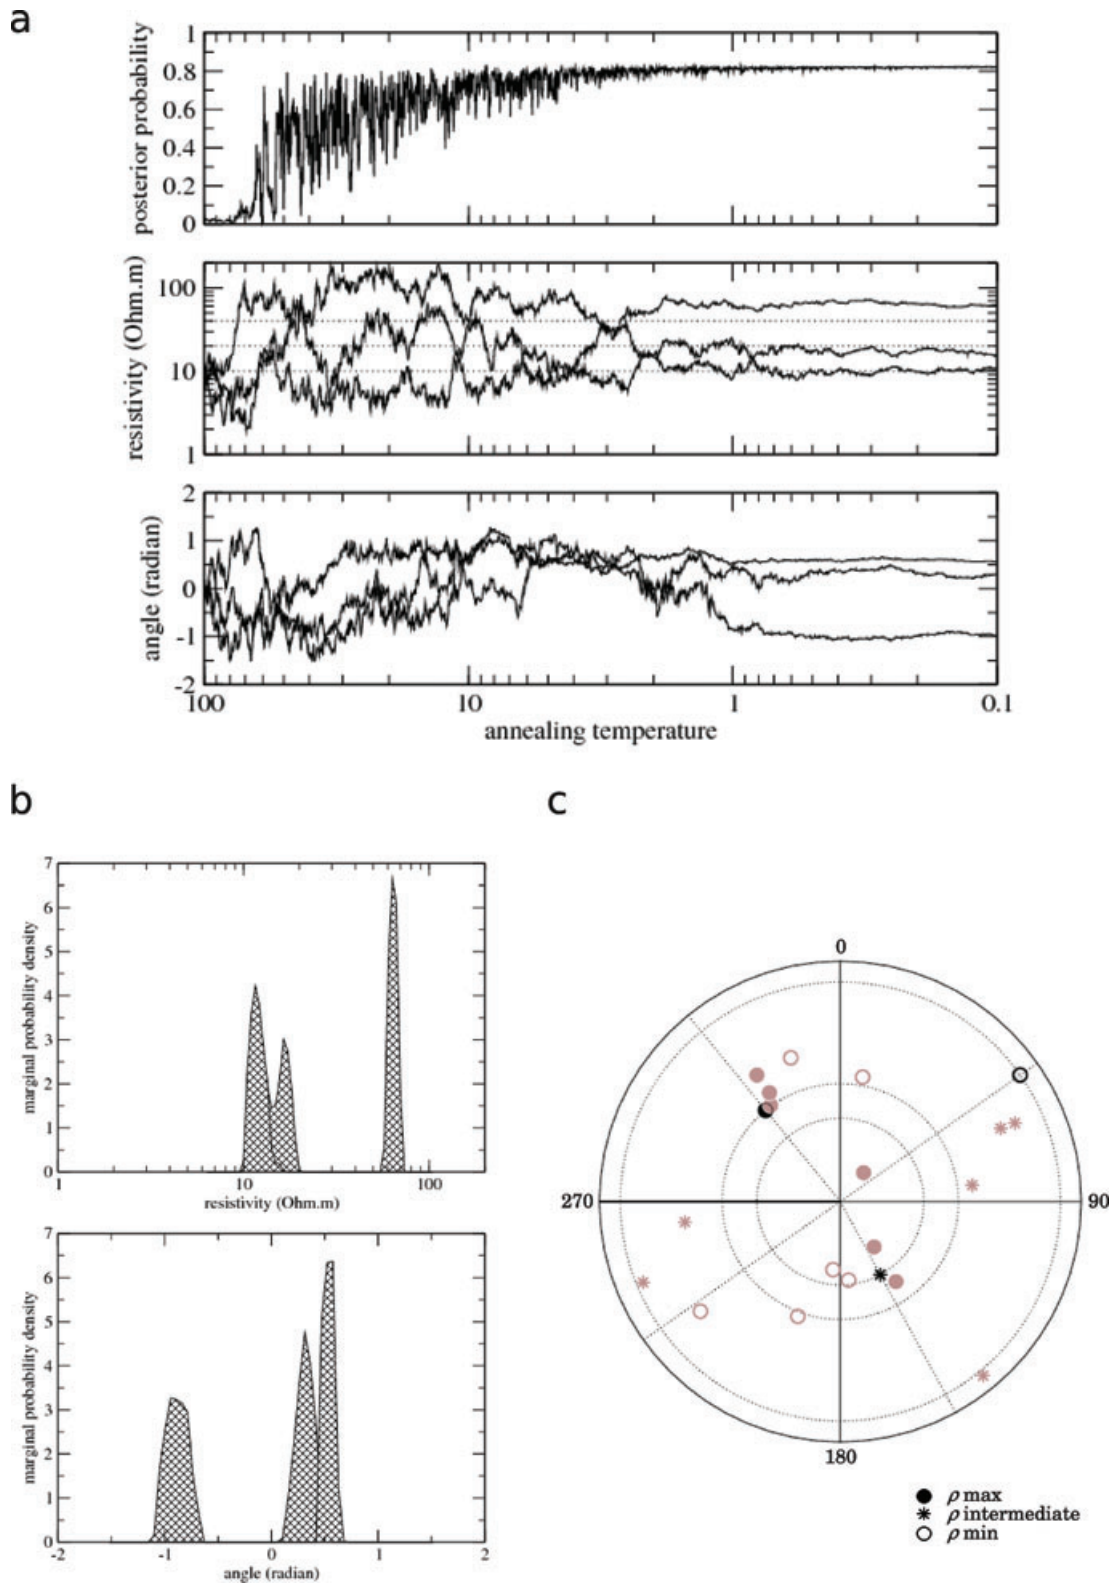 a
1
0.8
0.6
0.4
0.2
0
posterior probability
100
10
1
resistivity (Ohm.m)
2
1
0
-1
-2
angle (radian)
100 10 1 0.1
annealing temperature
b
7
6
5
4
3
2
1
0
marginal probability density
1 10 100
resistivity (Ohm.m)
7
6
5
4
3
2
1
0
marginal probability density
-2 -1 0 1 2
angle (radian)
c
0
270 90
180
ρ max
ρ intermediate
ρ min